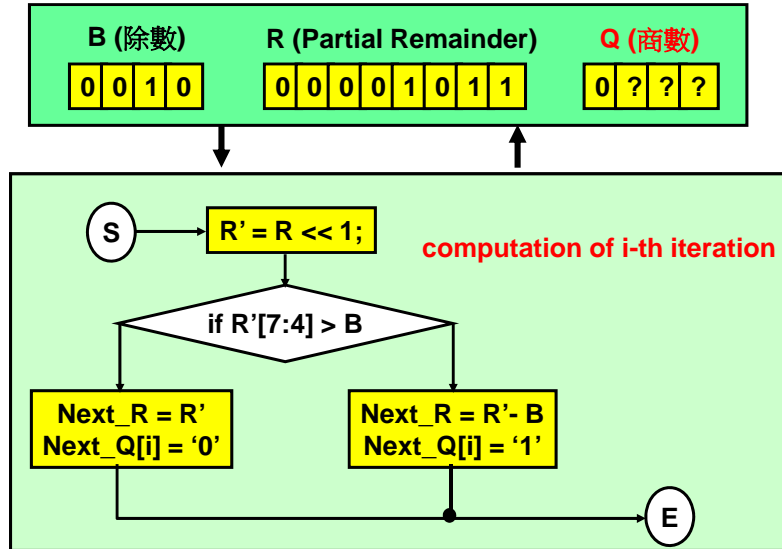 B (除數)
R (Partial Remainder)
Q (商數)
0 0 1 0
0 0 0 0 1 0 1 1
0 ? ? ?
S
R’ = R << 1;
computation of i-th iteration
if R’[7:4] > B
Next_R = R’
Next_Q[i] = ‘0’
Next_R = R’- B
Next_Q[i] = ‘1’
E